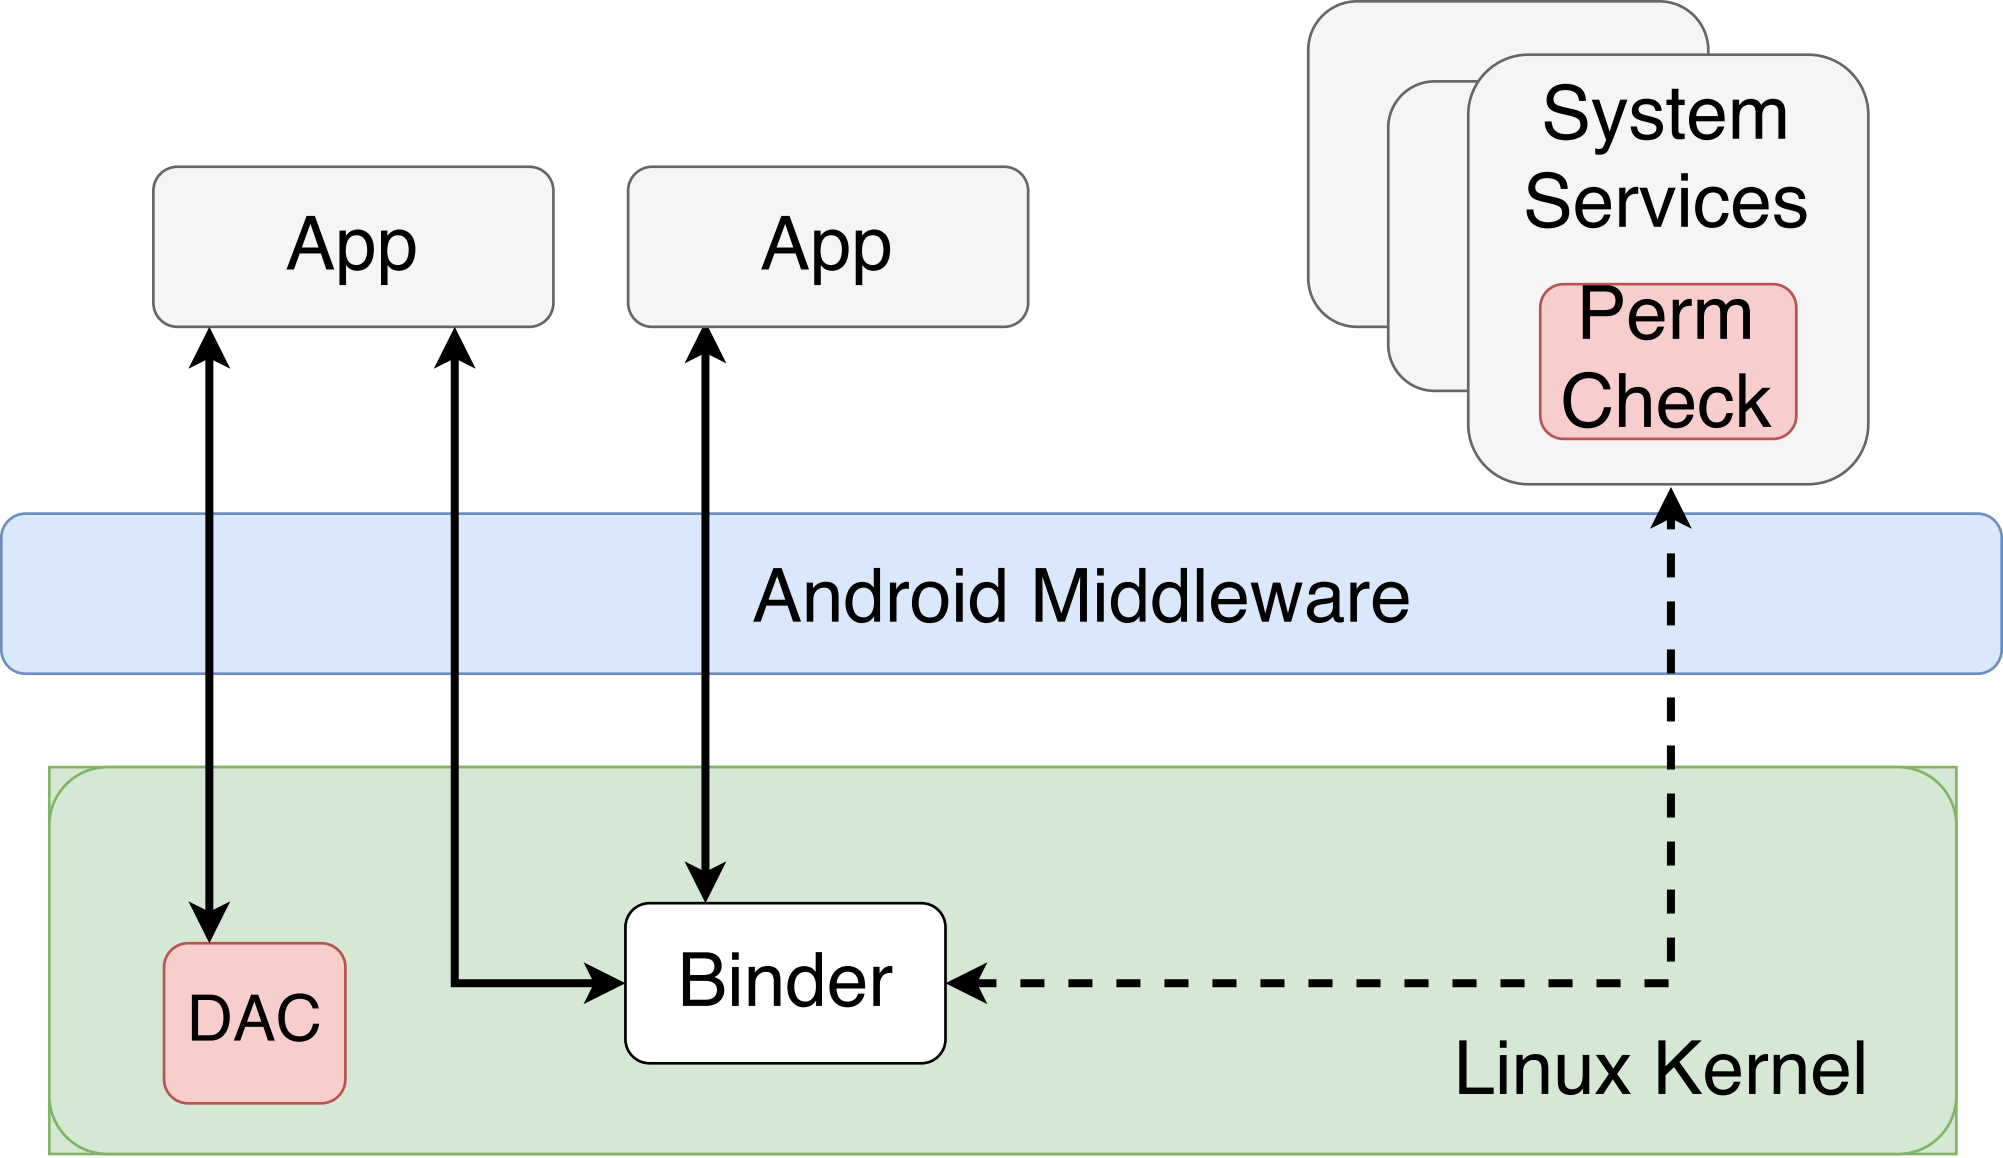 System
Services
App
App
Perm
Check
Android Middleware
Binder
DAC
Linux Kernel